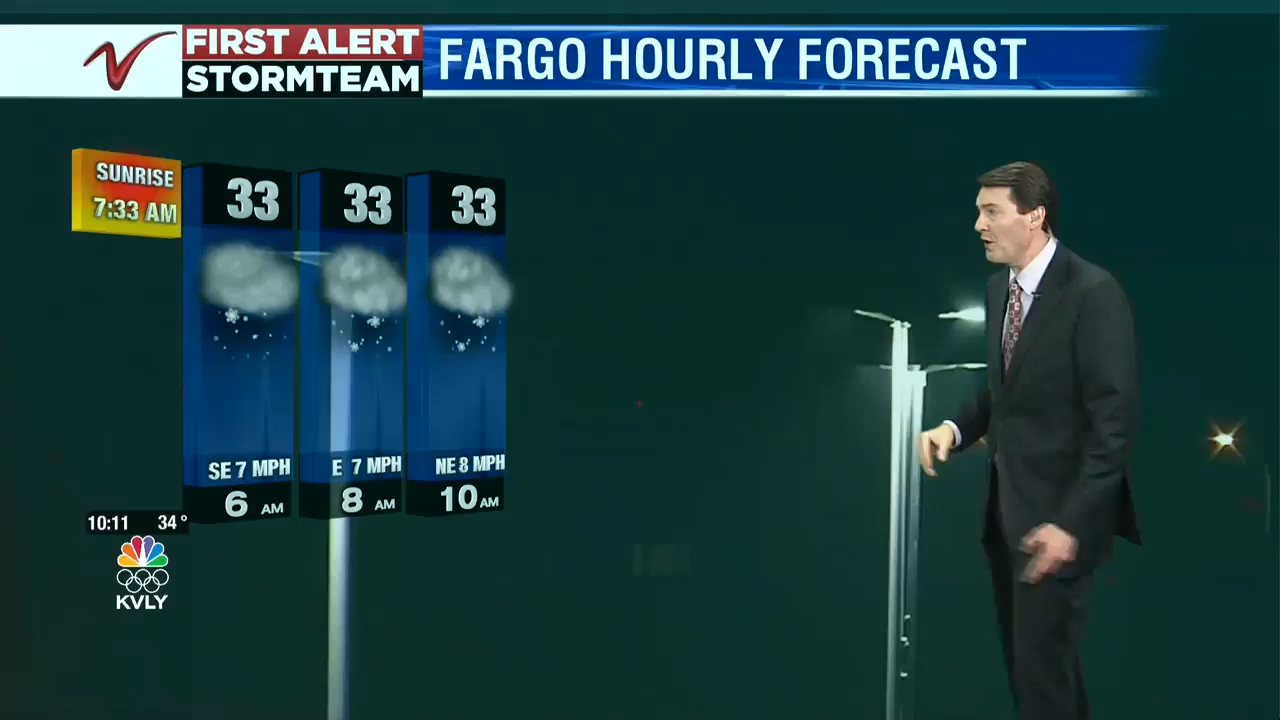 FIRST ALERT
STORMTEAM
FARGO HOURLY FORECAST
SUNRISE
7:33 AM
33
33
33
SE 7 MPH
E 7 MPH
NE 8 MPH
6 AM
8 AM
10 AM
10:11 34°
KVLY